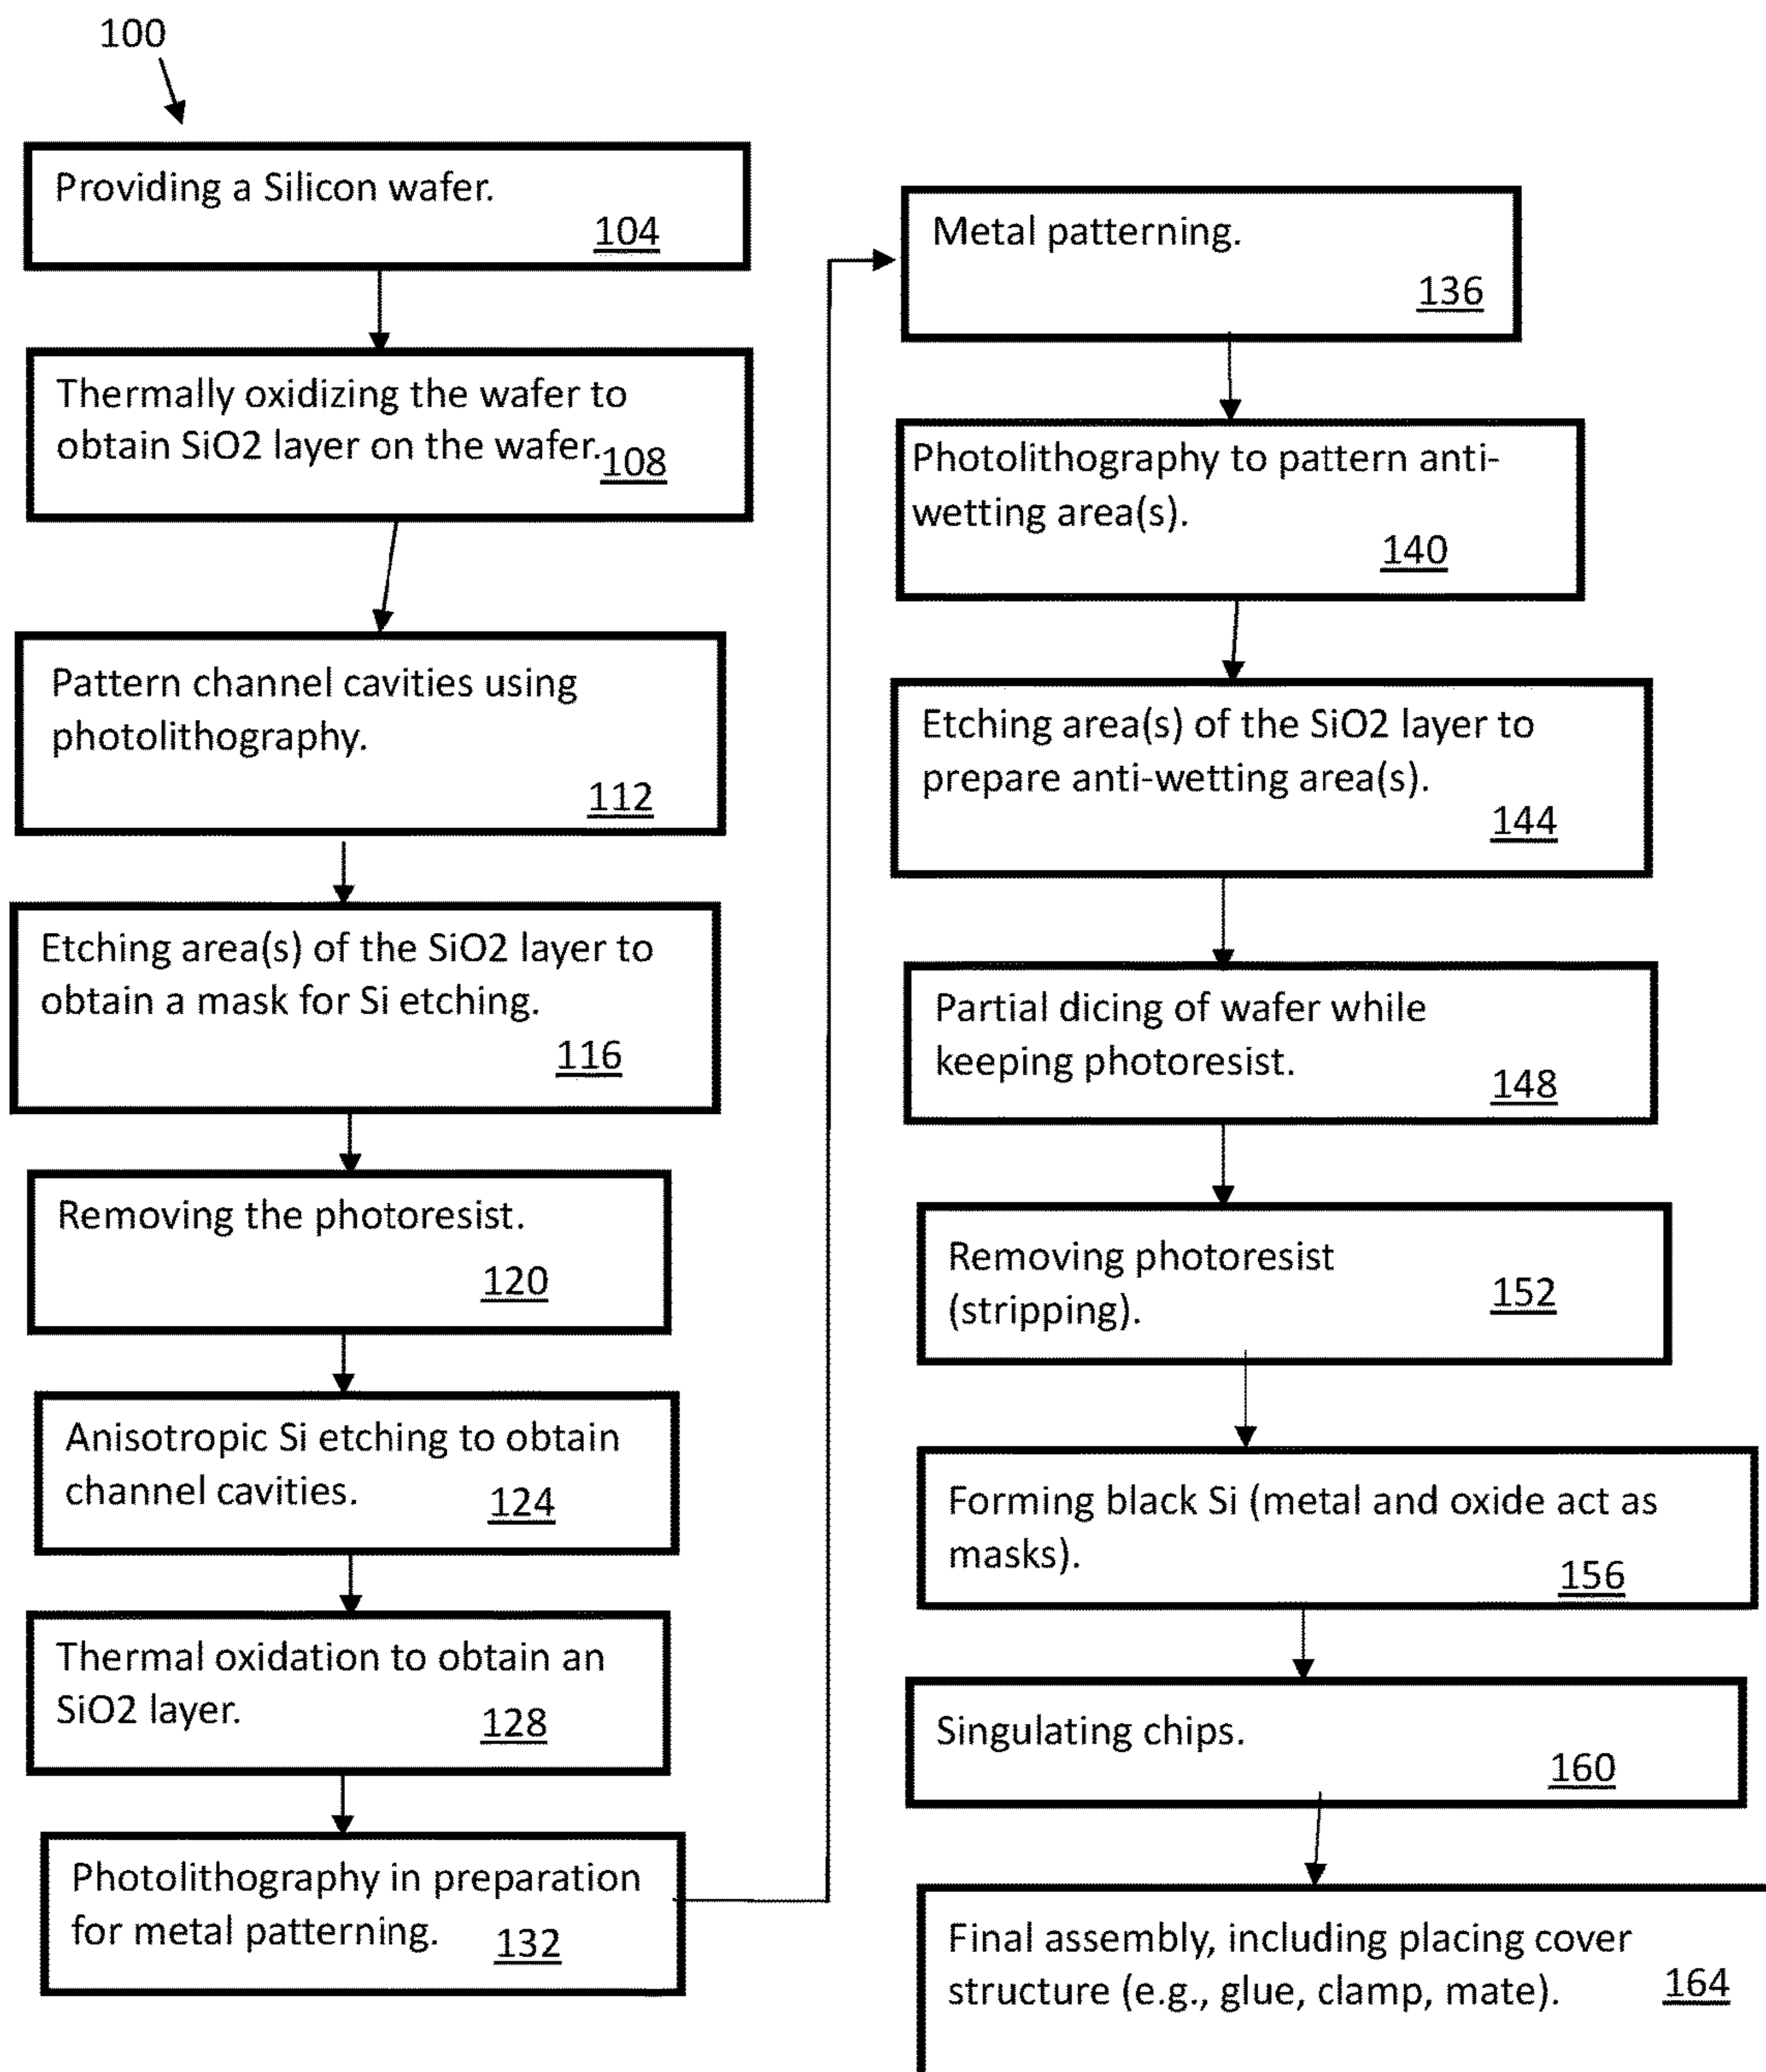 100
Providing a Silicon wafer.
104
Thermally oxidizing the wafer to
obtain SiO2 layer on the wafer.
108
Pattern channel cavities using
photolithography.
112
Etching area(s) of the SiO2 layer to
obtain a mask for Si etching.
116
Removing the photoresist.
120
Anisotropic Si etching to obtain
channel cavities.
124
Thermal oxidation to obtain an
SiO2 layer.
128
Photolithography in preparation
for metal patterning.
132
Metal patterning.
136
Photolithography to pattern anti-
wetting area(s).
140
Etching area(s) of the SiO2 layer to
prepare anti-wetting area(s).
144
Partial dicing of wafer while
keeping photoresist.
148
Removing photoresist
(stripping).
152
Forming black Si (metal and oxide act as
masks).
156
Singulating chips.
160
Final assembly, including placing cover
structure (e.g., glue, clamp, mate).
164